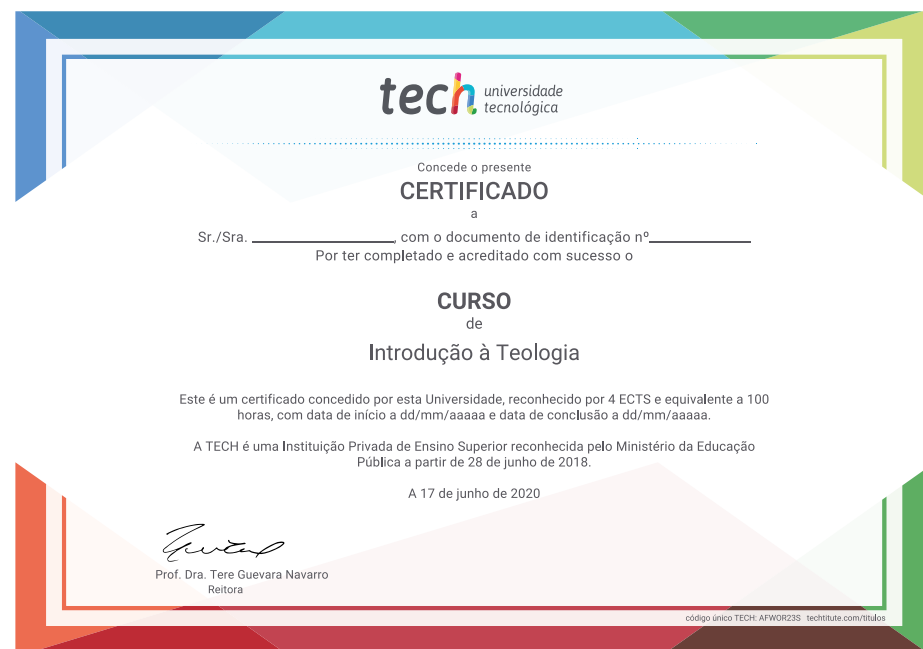 tech universidade
tecnológica
Concede o presente
CERTIFICADO
a
Sr./Sra. ______________, com o documento de identificação nº__________
Por ter completado e acreditado com sucesso o
CURSO
de
Introdução à Teologia
Este é um certificado concedido por esta Universidade, reconhecido por 4 ECTS e equivalente a 100
horas, com data de início a dd/mm/aaaaa e data de conclusão a dd/mm/aaaaa.
A TECH é uma Instituição Privada de Ensino Superior reconhecida pelo Ministério da Educação
Pública a partir de 28 de junho de 2018.
A 17 de junho de 2020
Prof. Dra. Tere Guevara Navarro
Reitora
código único TECH: AFWOR23S techtitute.com/titulos